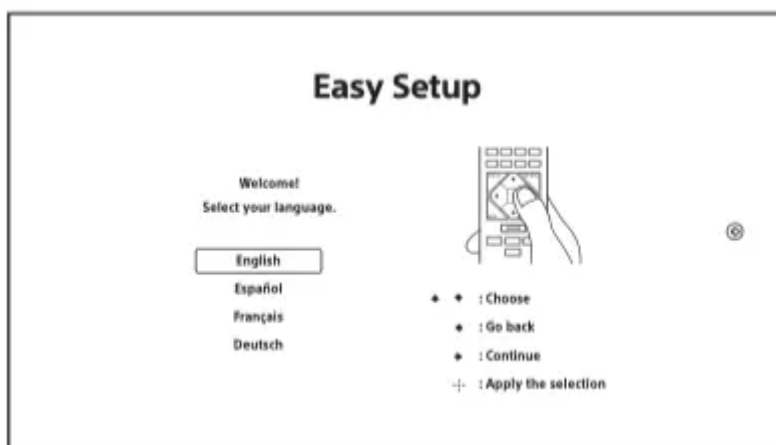 Easy Setup
Welcome!
Select your language.
English
Español
Français
Deutsch
: Choose
: Go back
: Continue
: Apply the selection